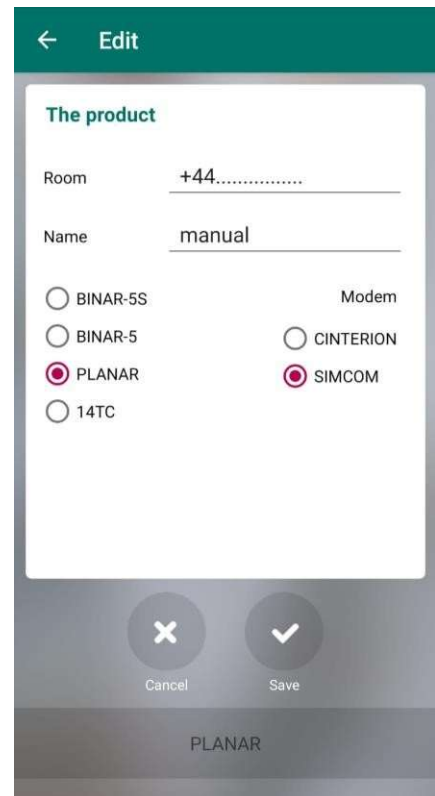 Edit
The product
Room +44...............
Name manual
BINAR-5S Modem
BINAR-5 CINTERION
PLANAR SIMCOM
14TC
Cancel Save
PLANAR